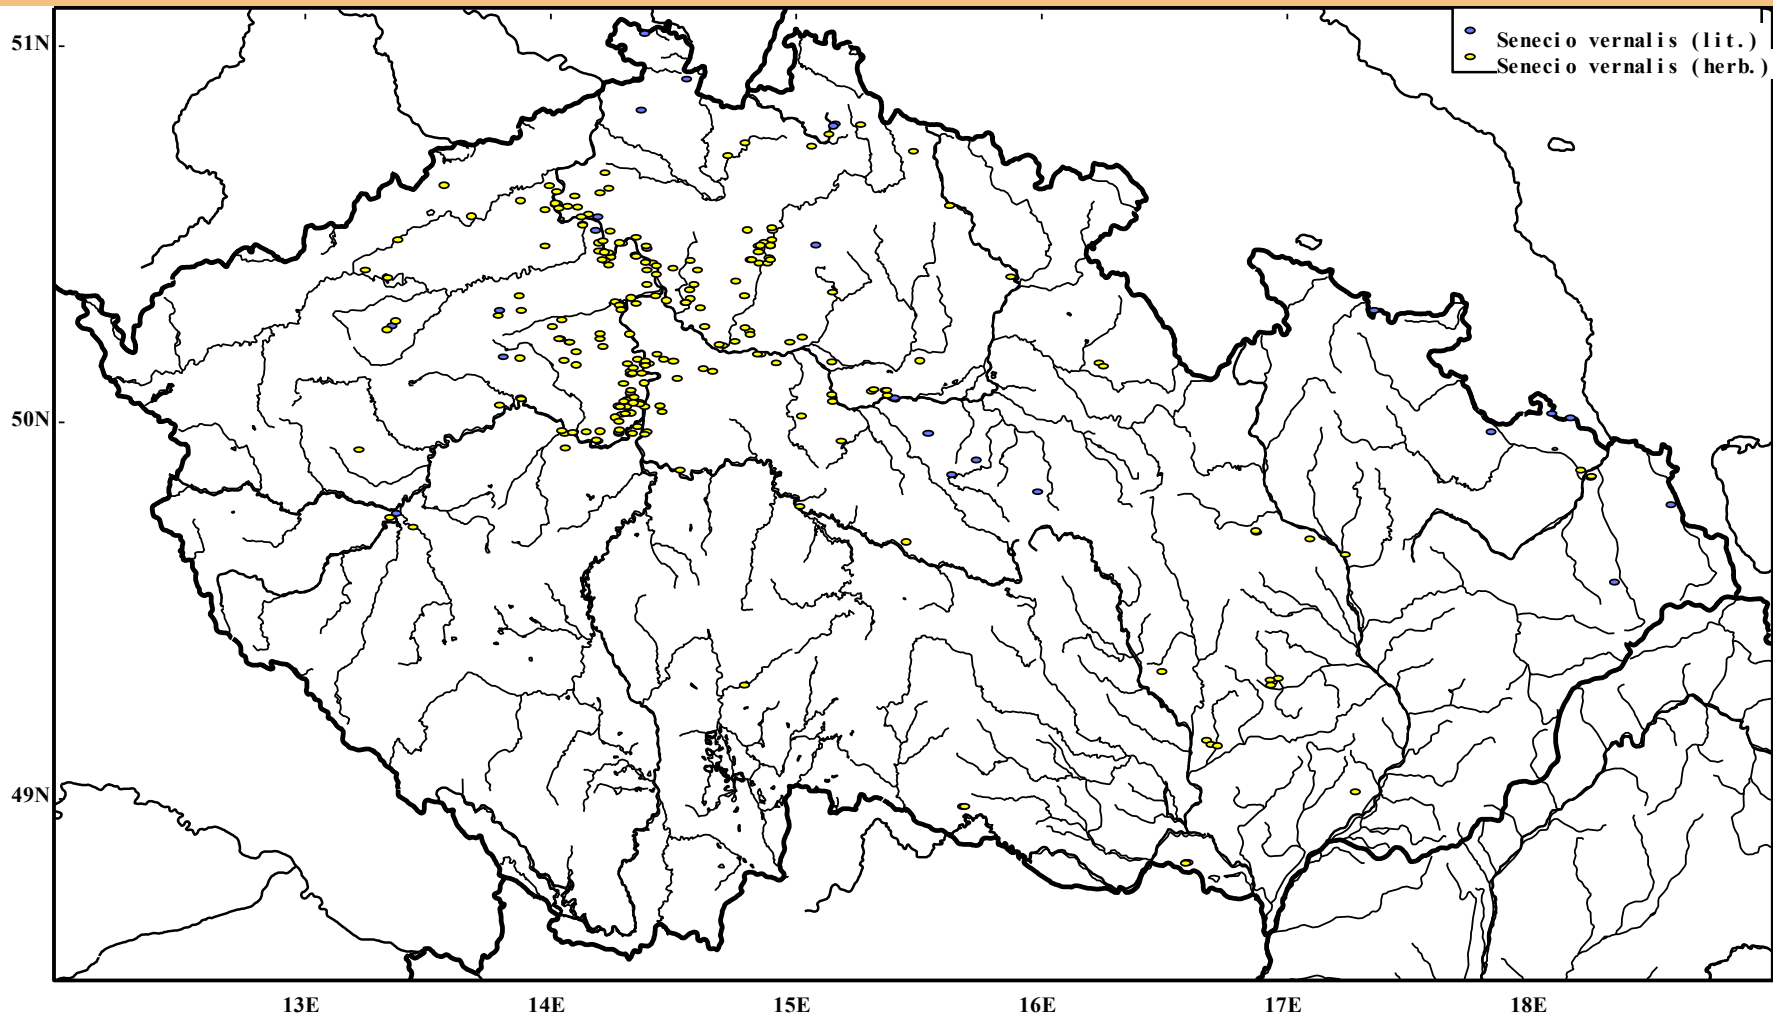 Senecio vernalis (lit.)
Senecio vernalis (herb.)
51N
50N
49N
13E 14E 15E 16E 17E 18E